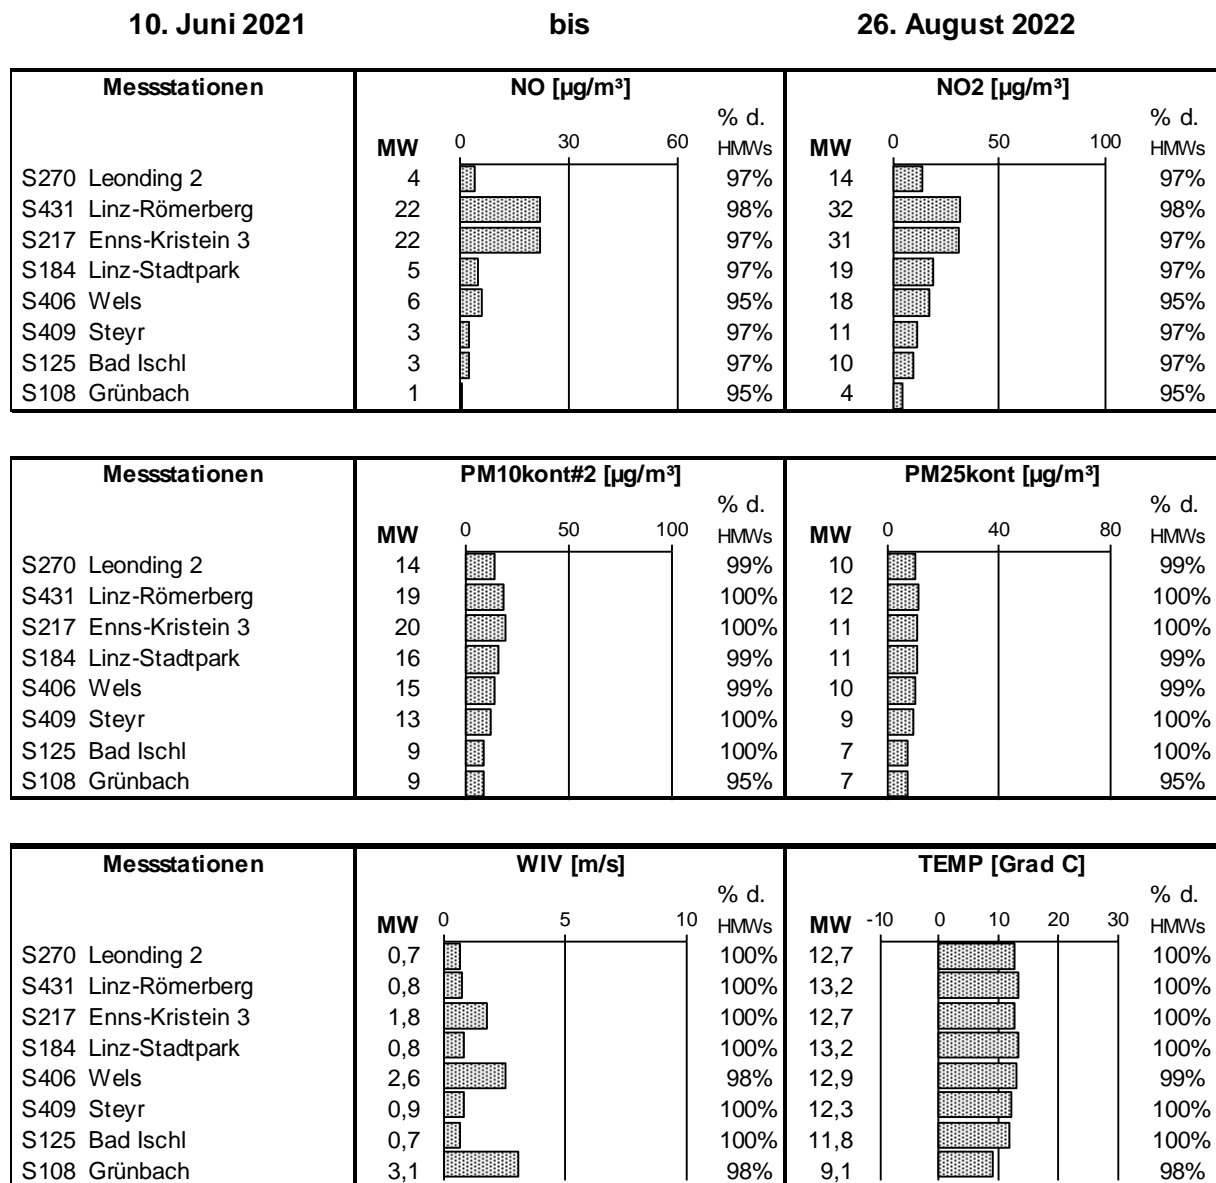 10. Juni 2021 bis 26. August 2022
Messstationen NO [µg/m³] NO2 [µg/m³]
% d. % d.
MW 0 30 60 HMWs MW 0 50 100 HMWs
S270 Leonding 2 4 97% 14 97%
S431 Linz-Römerberg 22 98% 32 98%
S217 Enns-Kristein 3 22 97% 31 97%
S184 Linz-Stadtpark 5 97% 19 97%
S406 Wels 6 95% 18 95%
S409 Steyr 3 97% 11 97%
S125 Bad Ischl 3 97% 10 97%
S108 Grünbach 1 95% 4 95%
Messstationen PM10kont#2 [µg/m³] PM25kont [µg/m³]
% d. % d.
MW 0 50 100 HMWs MW 0 40 80 HMWs
S270 Leonding 2 14 99% 10 99%
S431 Linz-Römerberg 19 100% 12 100%
S217 Enns-Kristein 3 20 100% 11 100%
S184 Linz-Stadtpark 16 99% 11 99%
S406 Wels 15 99% 10 99%
S409 Steyr 13 100% 9 100%
S125 Bad Ischl 9 100% 7 100%
S108 Grünbach 9 95% 7 95%
Messstationen WIV [m/s] TEMP [Grad C]
% d. % d.
MW 0 5 10 HMWs MW -10 0 10 20 30 HMWs
S270 Leonding 2 0,7 100% 12,7 100%
S431 Linz-Römerberg 0,8 100% 13,2 100%
S217 Enns-Kristein 3 1,8 100% 12,7 100%
S184 Linz-Stadtpark 0,8 100% 13,2 100%
S406 Wels 2,6 98% 12,9 99%
S409 Steyr 0,9 100% 12,3 100%
S125 Bad Ischl 0,7 100% 11,8 100%
S108 Grünbach 3,1 98% 9,1 98%